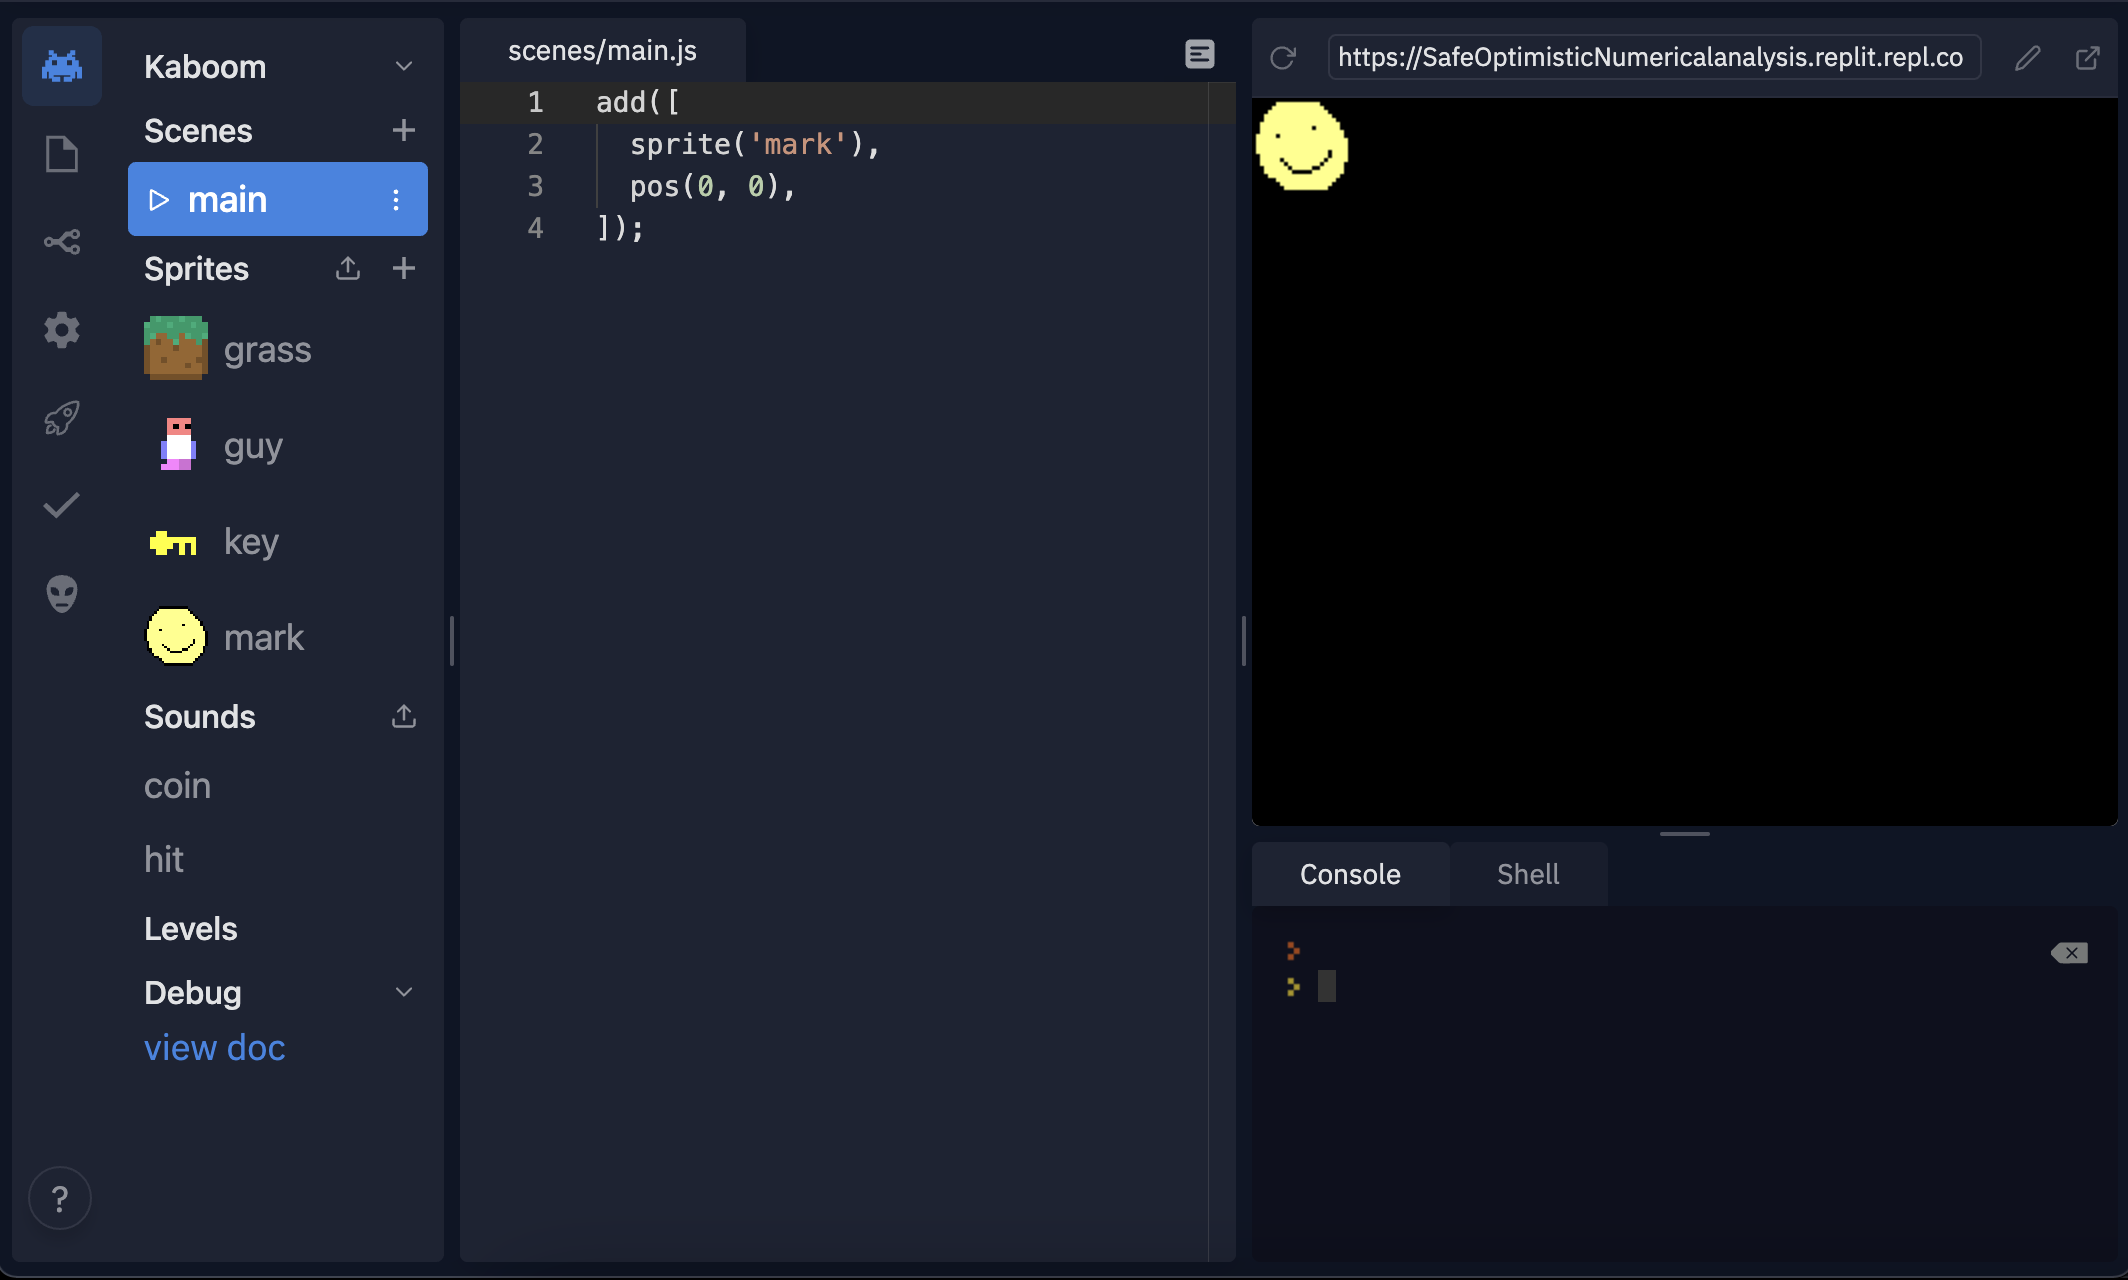 Kaboom
Scenes
main
Sprites
grass
guy
key
mark
Sounds
coin
hit
Levels
Debug
view doc
?
scenes/main.js
1 add([
2 sprite('mark'),
3 pos(0, 0),
4 ]);
https://SafeOptimisticNumericalanalysis.replit.repl.co
Console Shell